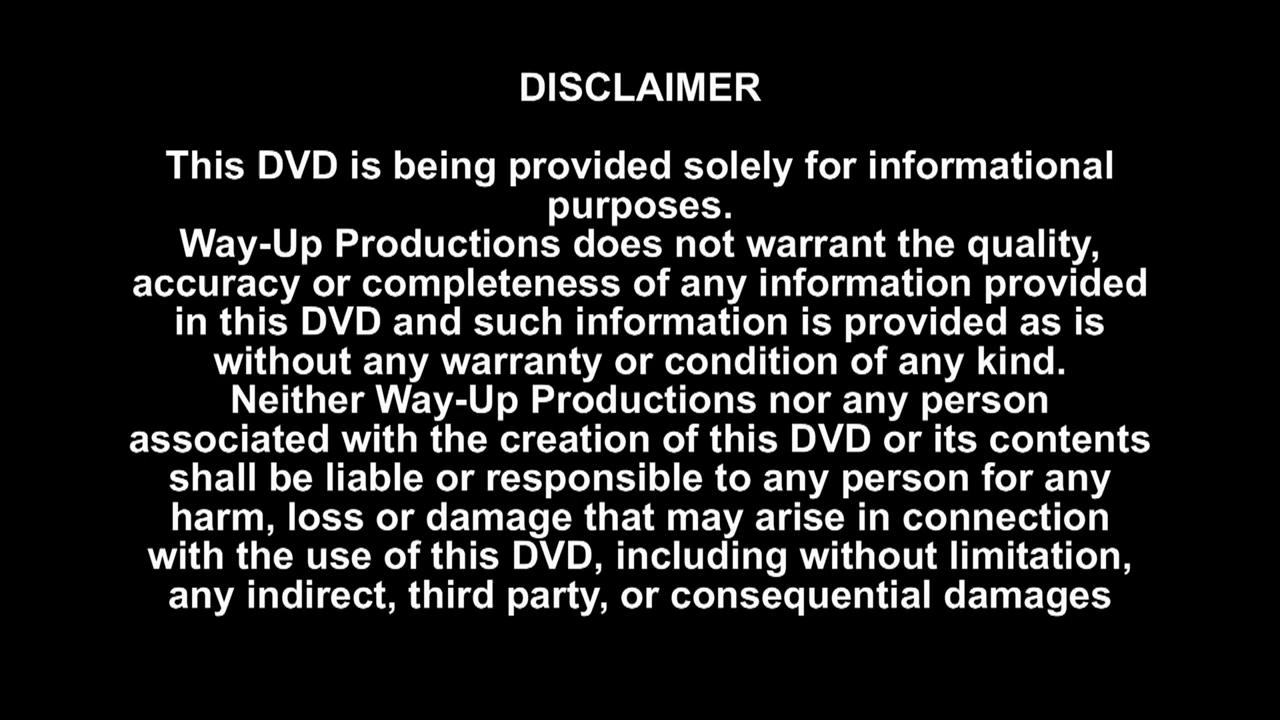 DISCLAIMER
This DVD is being provided solely for informational
purposes.
Way-Up Productions does not warrant the quality,
accuracy or completeness of any information provided
in this DVD and such information is provided as is
without any warranty or condition of any kind.
Neither Way-Up Productions nor any person
associated with the creation of this DVD or its contents
shall be liable or responsible to any person for any
harm, loss or damage that may arise in connection
with the use of this DVD, including without limitation,
any indirect, third party, or consequential damages